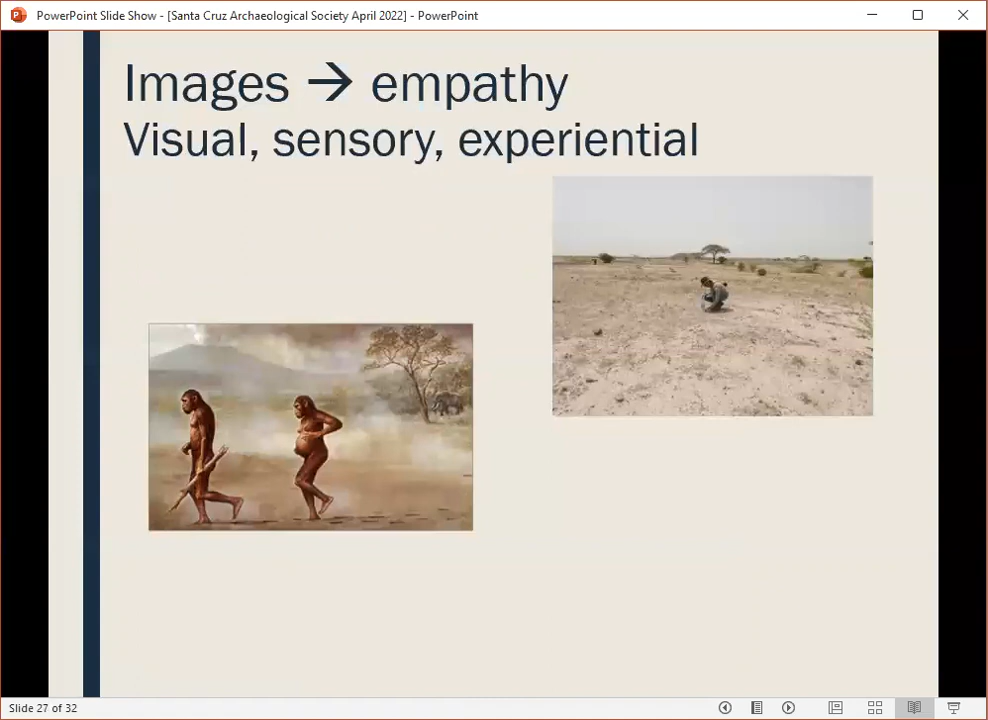 PowerPoint Slide Show - [Santa Cruz Archaeological Society April 2022] - PowerPoint
Images → empathy
Visual, sensory, experiential
Slide 27 of 32